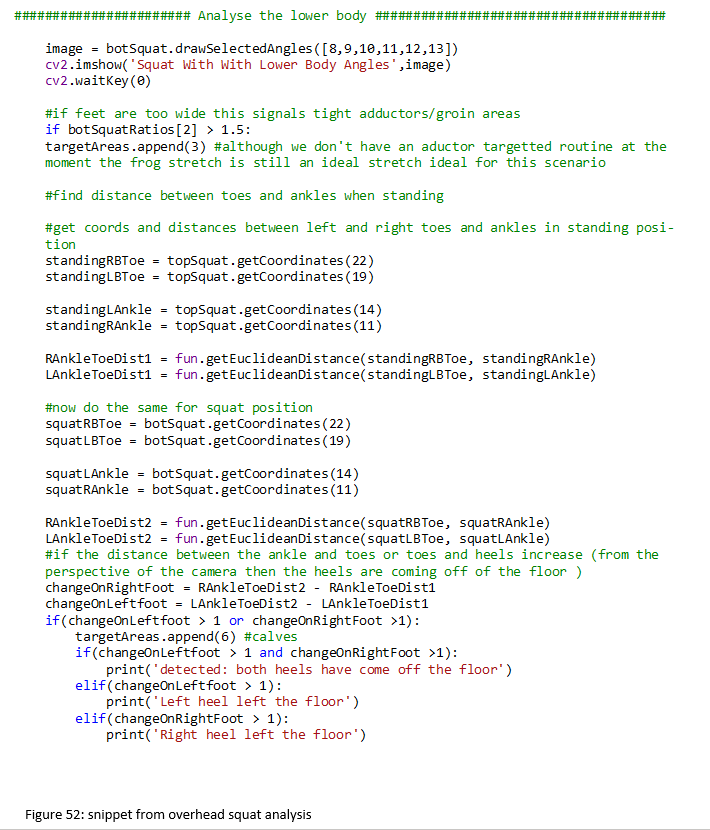 ####################### Analyse the lower body ######################################
image = botSquat.drawSelectedAngles([8,9,10,11,12,13])
cv2.imshow('Squat With With Lower Body Angles',image)
cv2.waitKey(0)
#if feet are too wide this signals tight adductors/groin areas
if botSquatRatios[2] > 1.5:
targetAreas.append(3) #although we don't have an aductor targetted routine at the
moment the frog stretch is still an ideal stretch ideal for this scenario
#find distance between toes and ankles when standing
#get coords and distances between left and right toes and ankles in standing posi-
tion
standingRBToe = topSquat.getCoordinates(22)
standingLBToe = topSquat.getCoordinates(19)
standingLAnkle = topSquat.getCoordinates(14)
standingRAnkle = topSquat.getCoordinates(11)
RAnkleToeDist1 = fun.getEuclideanDistance(standingRBToe, standingRAnkle)
LAnkleToeDist1 = fun.getEuclideanDistance(standingLBToe, standingLAnkle)
#now do the same for squat position
squatRBToe = botSquat.getCoordinates(22)
squatLBToe = botSquat.getCoordinates(19)
squatLAnkle = botSquat.getCoordinates(14)
squatRAnkle = botSquat.getCoordinates(11)
RAnkleToeDist2 = fun.getEuclideanDistance(squatRBToe, squatRAnkle)
LAnkleToeDist2 = fun.getEuclideanDistance(squatLBToe, squatLAnkle)
#if the distance between the ankle and toes or toes and heels increase (from the
perspective of the camera then the heels are coming off of the floor )
changeOnRightFoot = RAnkleToeDist2 - RAnkleToeDist1
changeOnLeftfoot = LAnkleToeDist2 - LAnkleToeDist1
if(changeOnLeftfoot > 1 or changeOnRightFoot >1):
targetAreas.append(6) #calves
if(changeOnLeftfoot > 1 and changeOnRightFoot >1):
print('detected: both heels have come off the floor')
elif(changeOnLeftfoot > 1):
print('Left heel left the floor')
elif(changeOnRightFoot > 1):
print('Right heel left the floor')
Figure 52: snippet from overhead squat analysis